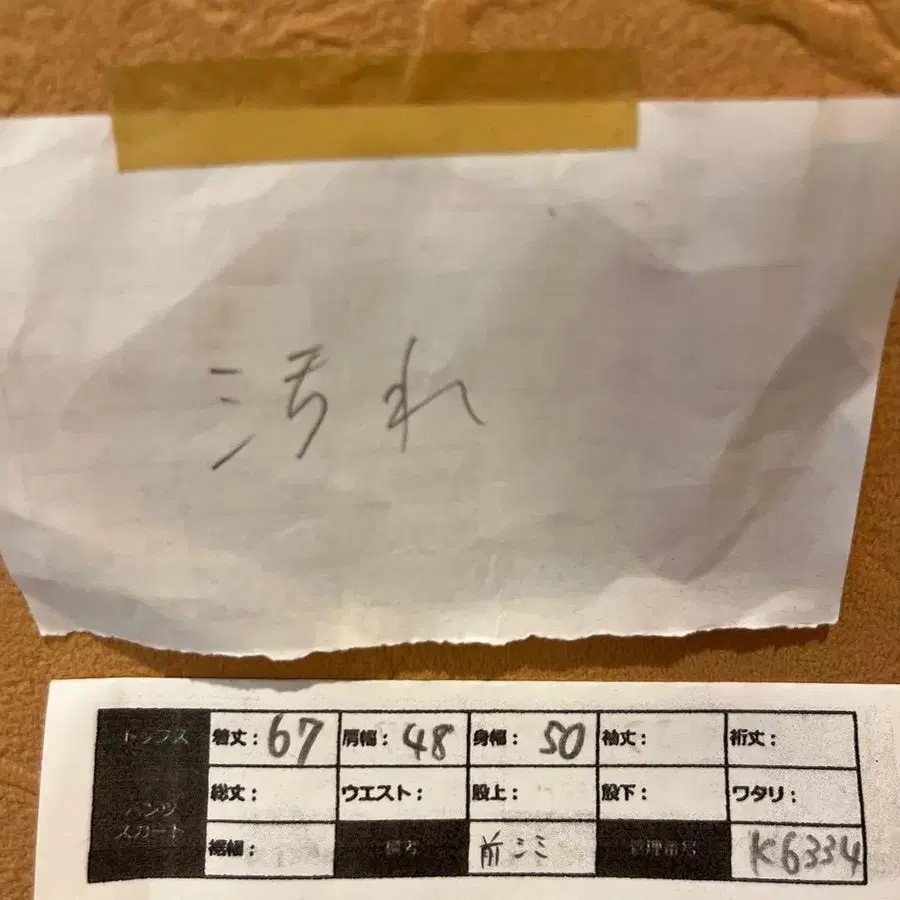 汚れ
トップス 着丈: 67 肩幅: 48 身幅: 50 袖丈: 裄丈:
パンツ 総丈: ウエスト: 股上: 股下: ワタリ:
スカート
裾幅: 備考 前ミミ 管理番号 K6334